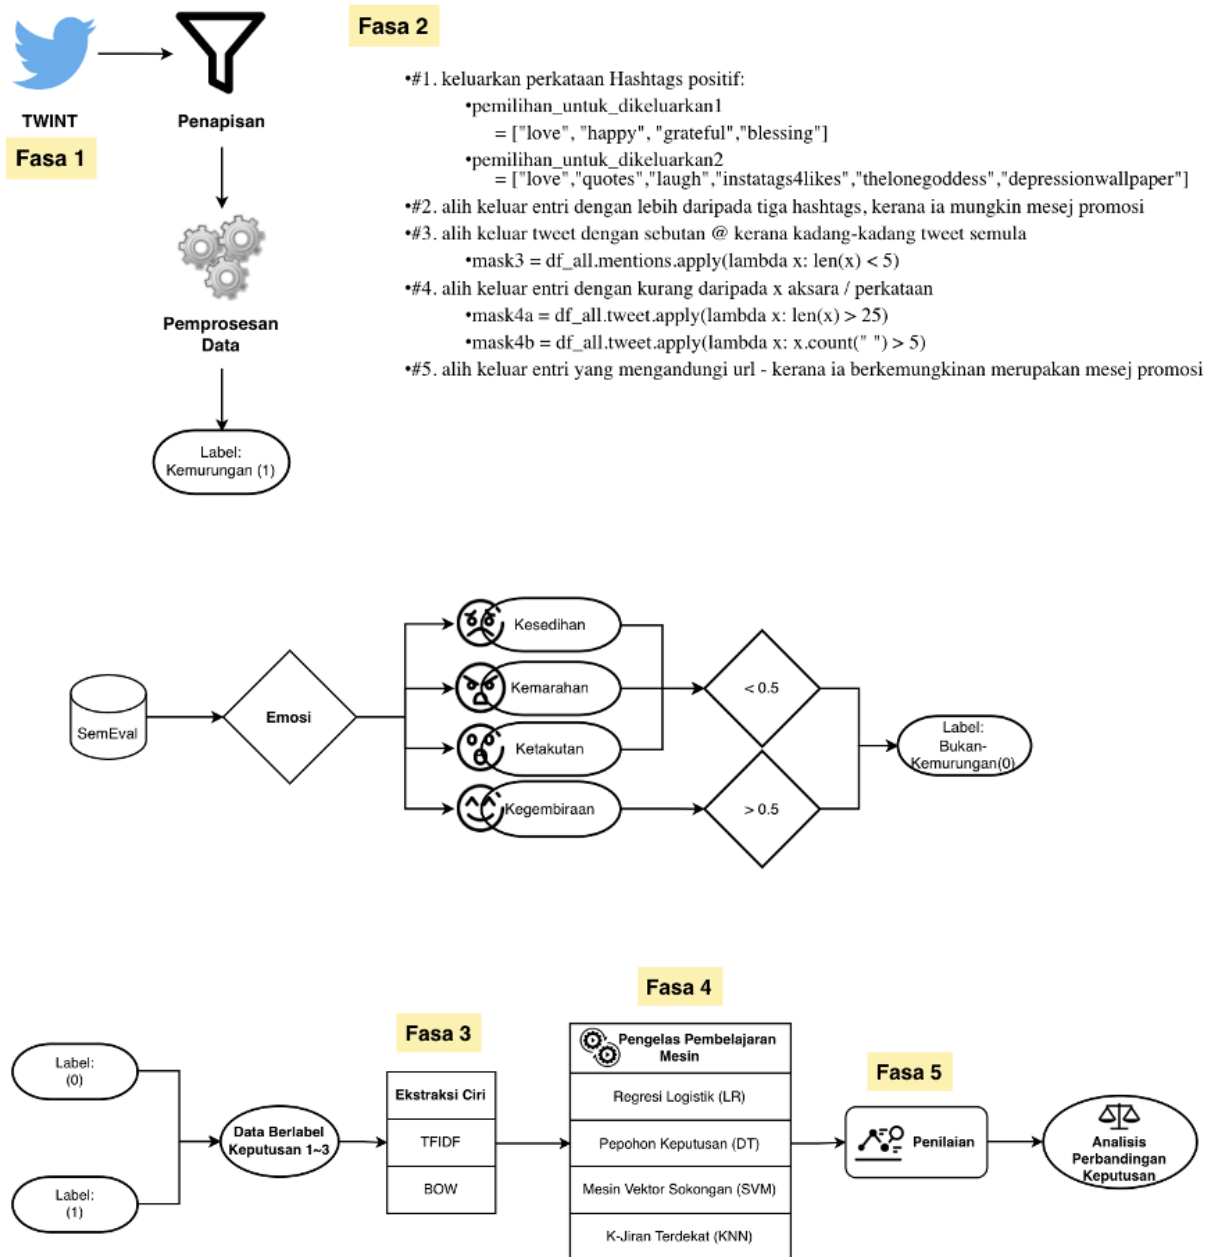 TWINT
Fasa 1
Penapisan
Pemprosesan
Data
Label:
Kemurungan (1)
Fasa 2
•#1. keluarkan perkataan Hashtags positif:
•pemilihan_untuk_dikeluarkan1
= ["love", "happy", "grateful","blessing"]
•pemilihan_untuk_dikeluarkan2
= ["love","quotes","laugh","instatags4likes","thelonegoddess","depressionwallpaper"]
•#2. alih keluar entri dengan lebih daripada tiga hashtags, kerana ia mungkin mesej promosi
•#3. alih keluar tweet dengan sebutan @ kerana kadang-kadang tweet semula
•mask3 = df_all.mentions.apply(lambda x: len(x) < 5)
•#4. alih keluar entri dengan kurang daripada x aksara / perkataan
•mask4a = df_all.tweet.apply(lambda x: len(x) > 25)
•mask4b = df_all.tweet.apply(lambda x: x.count(" ") > 5)
•#5. alih keluar entri yang mengandungi url - kerana ia berkemungkinan merupakan mesej promosi
SemEval
Emosi
Kesedihan
Kemarahan
Ketakutan
Kegembiraan
< 0.5
> 0.5
Label:
Bukan-
Kemurungan(0)
Label:
(0)
Label:
(1)
Data Berlabel
Keputusan 1~3
Fasa 3
Ekstraksi Ciri
TFIDF
BOW
Fasa 4
Pengelas Pembelajaran
Mesin
Regresi Logistik (LR)
Pepohon Keputusan (DT)
Mesin Vektor Sokongan (SVM)
K-Jiran Terdekat (KNN)
Fasa 5
Penilaian
Analisis
Perbandingan
Keputusan